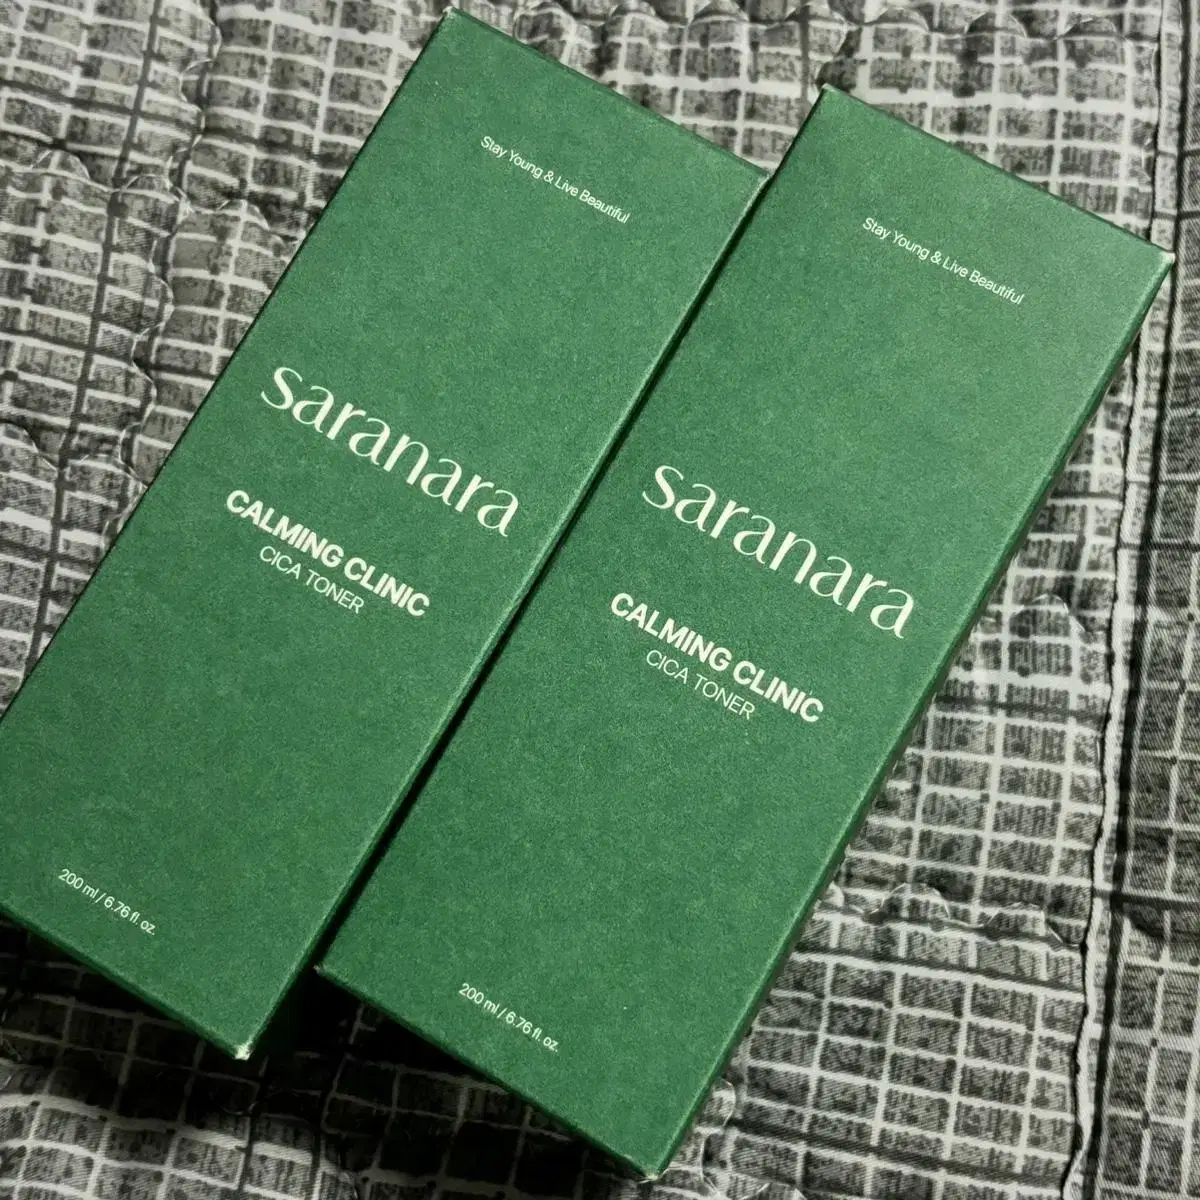 Stay Young & Live Beautiful
saranara
CALMING CLINIC
CICA TONER
200 ml / 6.76 fl. oz.
Stay Young & Live Beautiful
saranara
CALMING CLINIC
CICA TONER
200 ml / 6.76 fl. oz.